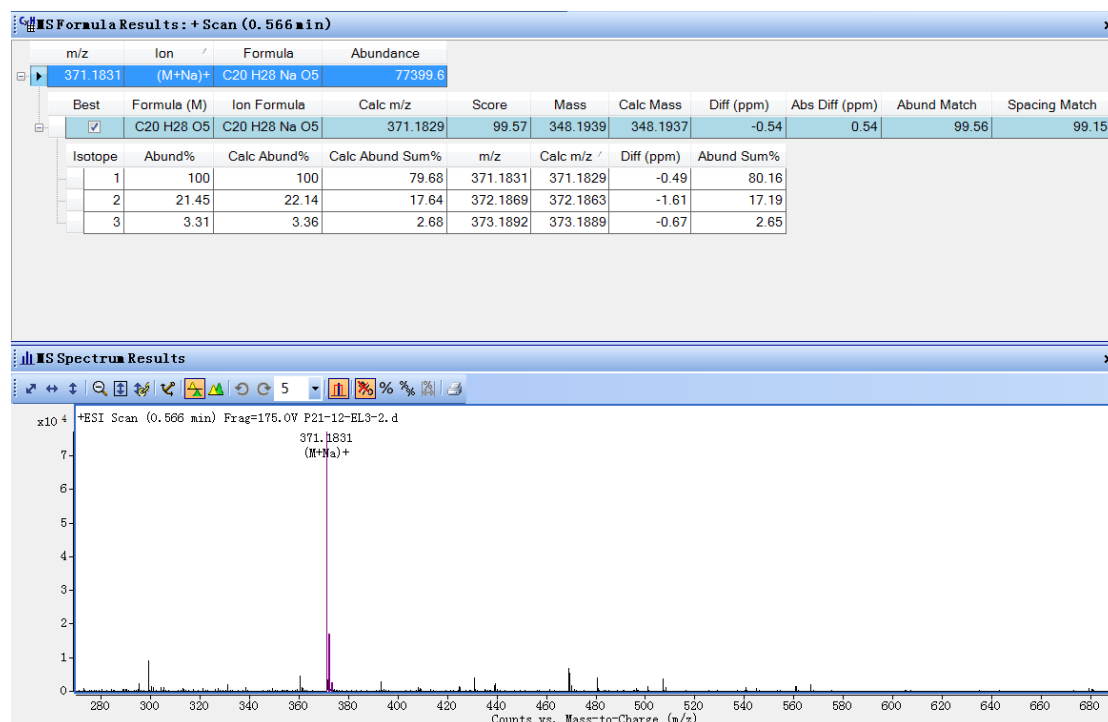 MS Formula Results: + Scan (0.566 min)
m/z Ion Formula Abundance
371.1831 (M+Na)+ C20 H28 Na O5 77399.6
Best Formula (M) Ion Formula Calc m/z Score Mass Calc Mass Diff (ppm) Abs Diff (ppm) Abund Match Spacing Match
C20 H28 O5 C20 H28 Na O5 371.1829 99.57 348.1939 348.1937 -0.54 0.54 99.56 99.15
Isotope Abund% Calc Abund% Calc Abund Sum% m/z Calc m/z Diff (ppm) Abund Sum%
1 100 100 79.68 371.1831 371.1829 -0.49 80.16
2 21.45 22.14 17.64 372.1869 372.1863 -1.61 17.19
3 3.31 3.36 2.68 373.1892 373.1889 -0.67 2.65
MS Spectrum Results
5 % %
x10 4 +ESI Scan (0.566 min) Frag=175.0V P21-12-EL3-2.d
371.1831
(M+Na)+
7
6
5
4
3
2
1
0
280 300 320 340 360 380 400 420 440 460 480 500 520 540 560 580 600 620 640 660 680
Counts vs. Mass-to-Charge (m/z)